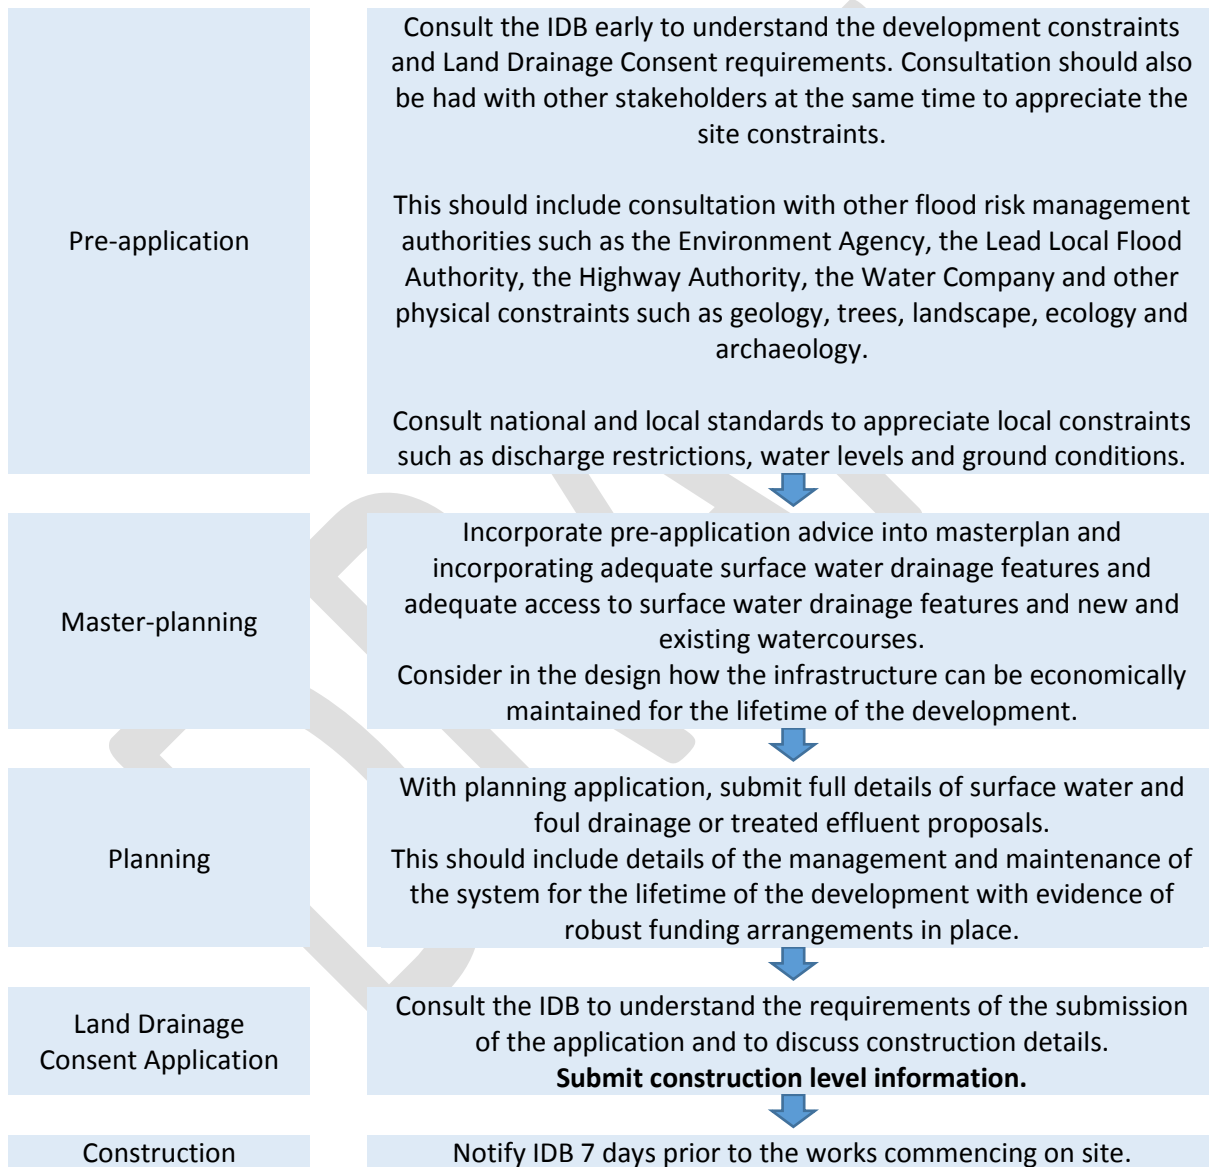 Pre-application
Consult the IDB early to understand the development constraints
and Land Drainage Consent requirements. Consultation should also
be had with other stakeholders at the same time to appreciate the
site constraints.
This should include consultation with other flood risk management
authorities such as the Environment Agency, the Lead Local Flood
Authority, the Highway Authority, the Water Company and other
physical constraints such as geology, trees, landscape, ecology and
archaeology.
Consult national and local standards to appreciate local constraints
such as discharge restrictions, water levels and ground conditions.
Master-planning
Incorporate pre-application advice into masterplan and
incorporating adequate surface water drainage features and
adequate access to surface water drainage features and new and
existing watercourses.
Consider in the design how the infrastructure can be economically
maintained for the lifetime of the development.
Planning
With planning application, submit full details of surface water and
foul drainage or treated effluent proposals.
This should include details of the management and maintenance of
the system for the lifetime of the development with evidence of
robust funding arrangements in place.
Land Drainage
Consent Application
Consult the IDB to understand the requirements of the submission
of the application and to discuss construction details.
Submit construction level information.
Construction
Notify IDB 7 days prior to the works commencing on site.